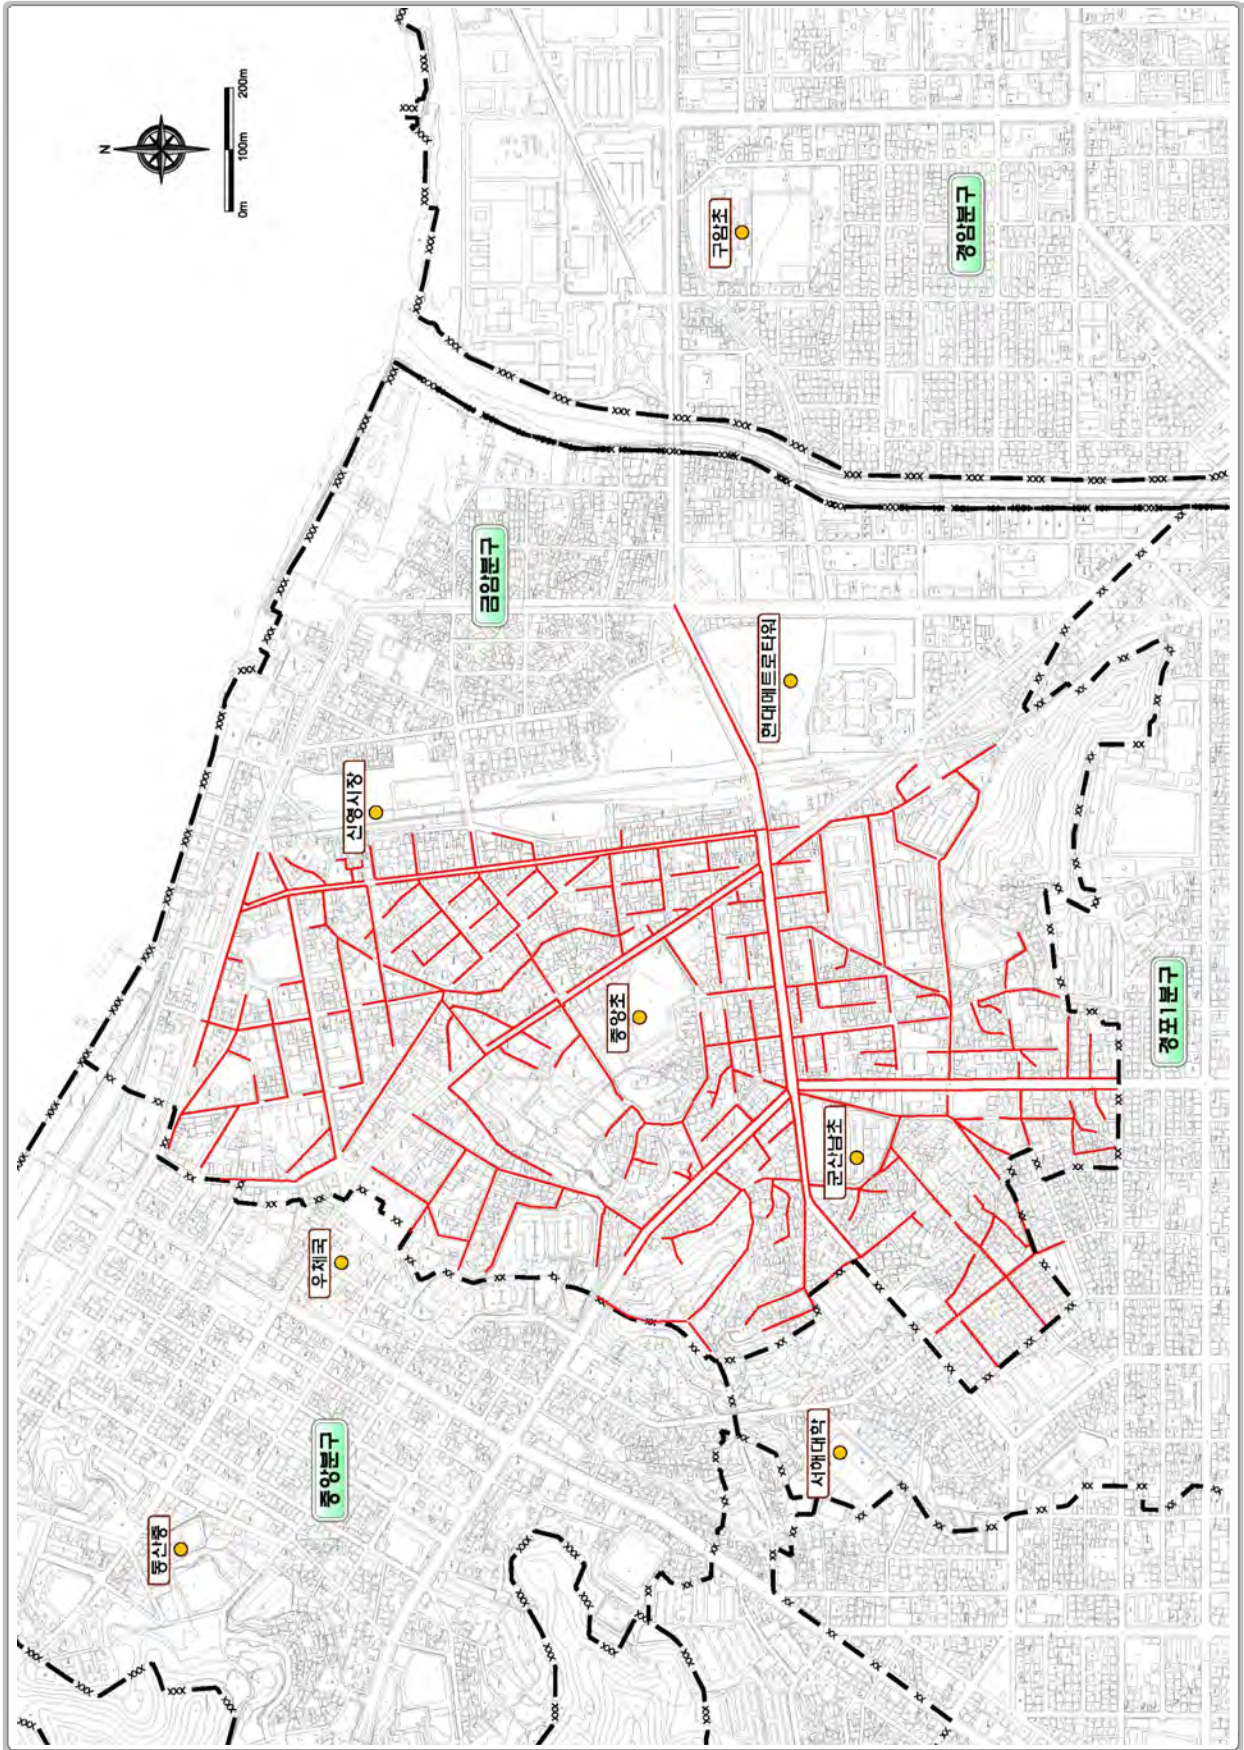 N
0m 100m 200m
구암초
경암분구
금암분구
현대메트로타워
신영시장
중앙초
경포1분구
군산남초
우체국
중앙분구
서해대학
동산중